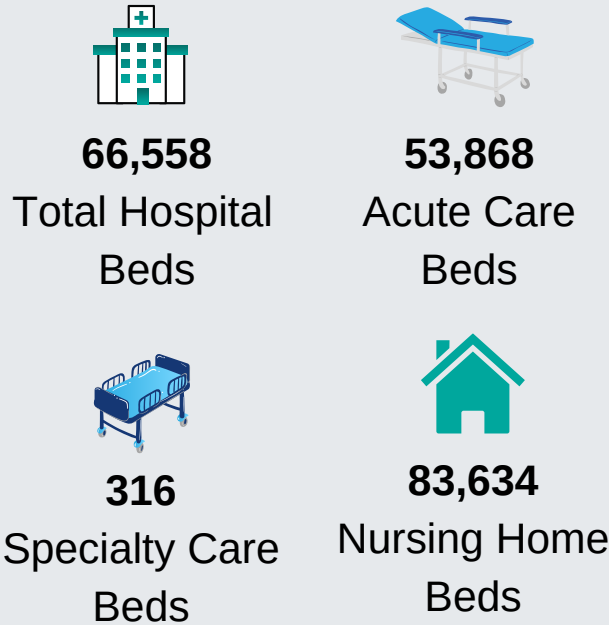 66,558
Total Hospital
Beds
53,868
Acute Care
Beds
316
Specialty Care
Beds
83,634
Nursing Home
Beds